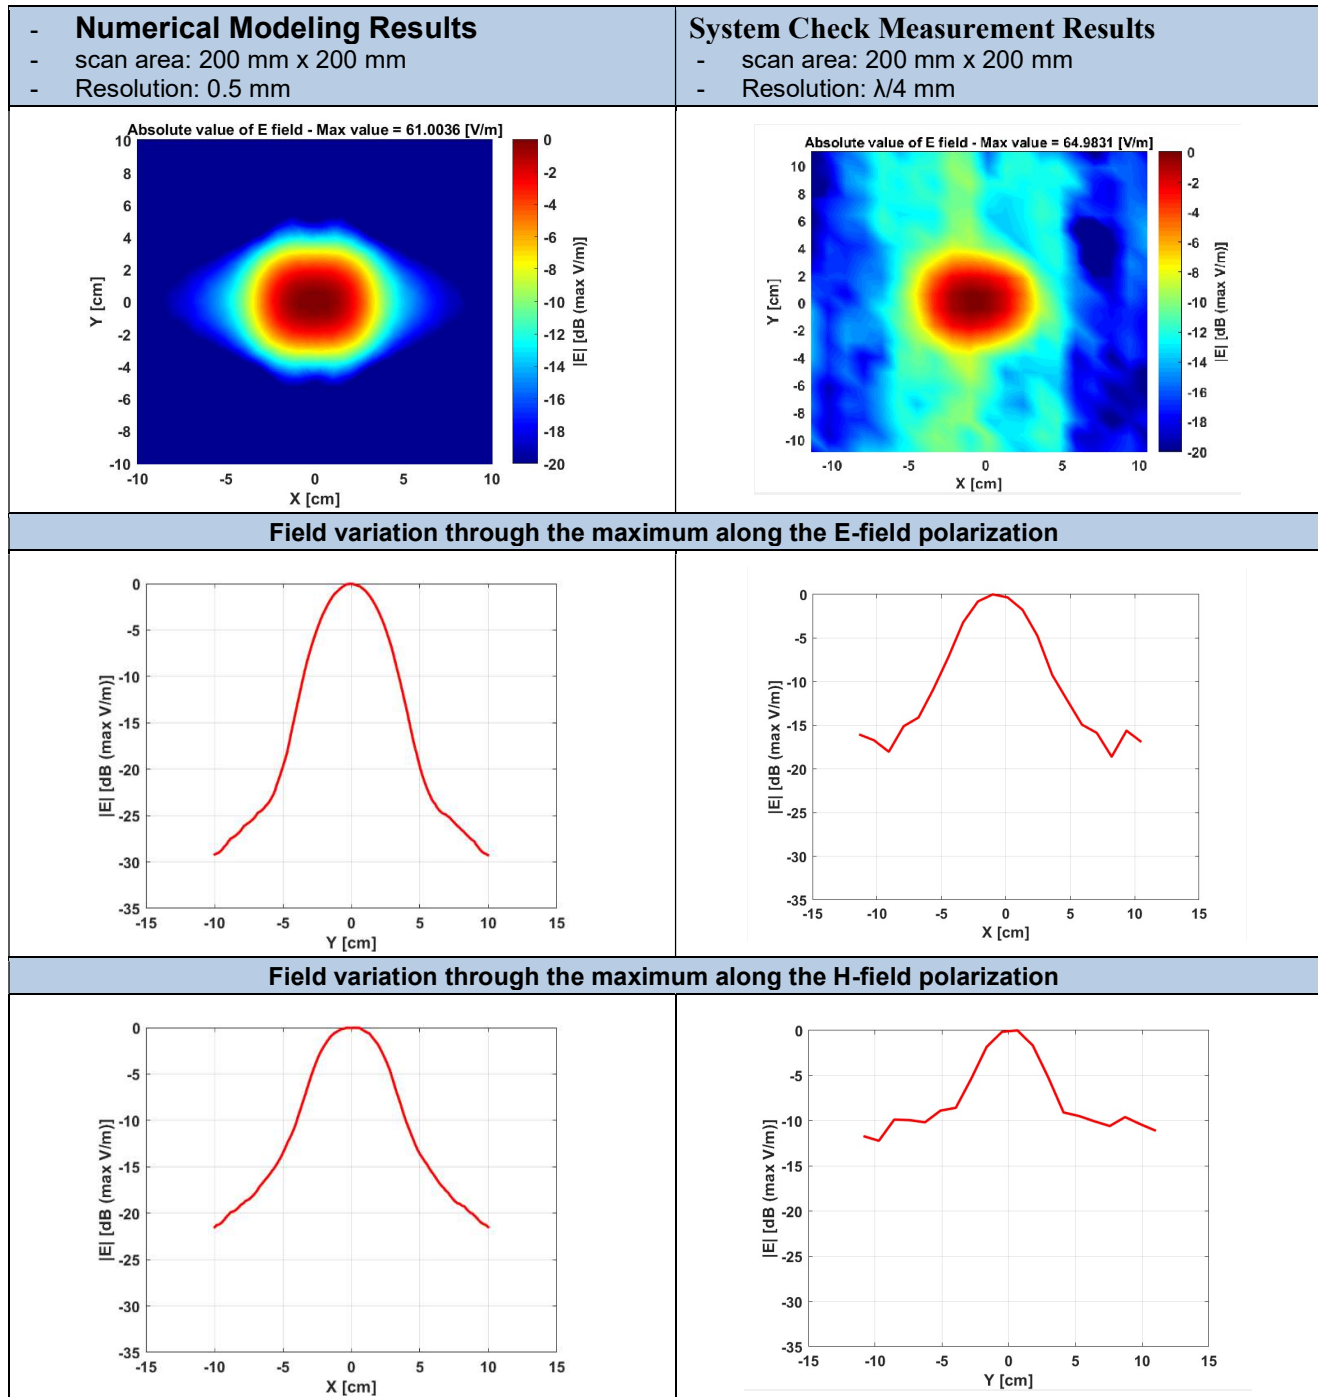 - Numerical Modeling Results
- scan area: 200 mm x 200 mm
- Resolution: 0.5 mm
System Check Measurement Results
- scan area: 200 mm x 200 mm
- Resolution: λ/4 mm
Absolute value of E field - Max value = 61.0036 [V/m]
10
8
6
4
2
0
-2
-4
-6
-8
-10
Y [cm]
-10 -5 0 5 10
X [cm]
0
-2
-4
-6
-8
-10
-12
-14
-16
-18
-20
|E| [dB (max V/m)]
Absolute value of E field - Max value = 64.9831 [V/m]
10
8
6
4
2
0
-2
-4
-6
-8
-10
Y [cm]
-10 -5 0 5 10
X [cm]
0
-2
-4
-6
-8
-10
-12
-14
-16
-18
-20
|E| [dB (max V/m)]
Field variation through the maximum along the E-field polarization
0
-5
-10
-15
-20
-25
-30
-35
|E| [dB (max V/m)]
-15 -10 -5 0 5 10 15
Y [cm]
0
-5
-10
-15
-20
-25
-30
-35
|E| [dB (max V/m)]
-15 -10 -5 0 5 10 15
X [cm]
Field variation through the maximum along the H-field polarization
0
-5
-10
-15
-20
-25
-30
-35
|E| [dB (max V/m)]
-15 -10 -5 0 5 10 15
X [cm]
0
-5
-10
-15
-20
-25
-30
-35
|E| [dB (max V/m)]
-15 -10 -5 0 5 10 15
Y [cm]